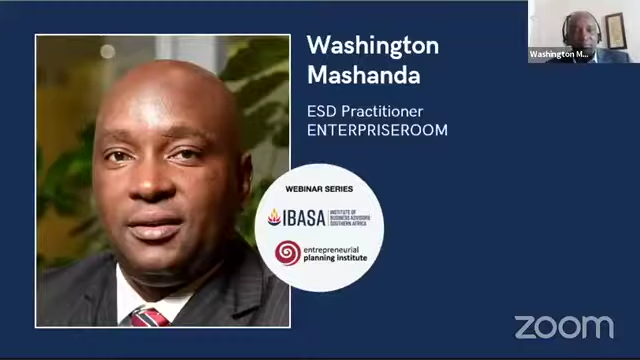 Washington
Mashanda
ESD Practitioner
ENTERPRISEROOM
WEBINAR SERIES
IBASA
INSTITUTE OF
BUSINESS ADVISORS
SOUTHERN AFRICA
entrepreneurial
planning institute
Washington M...
zoom